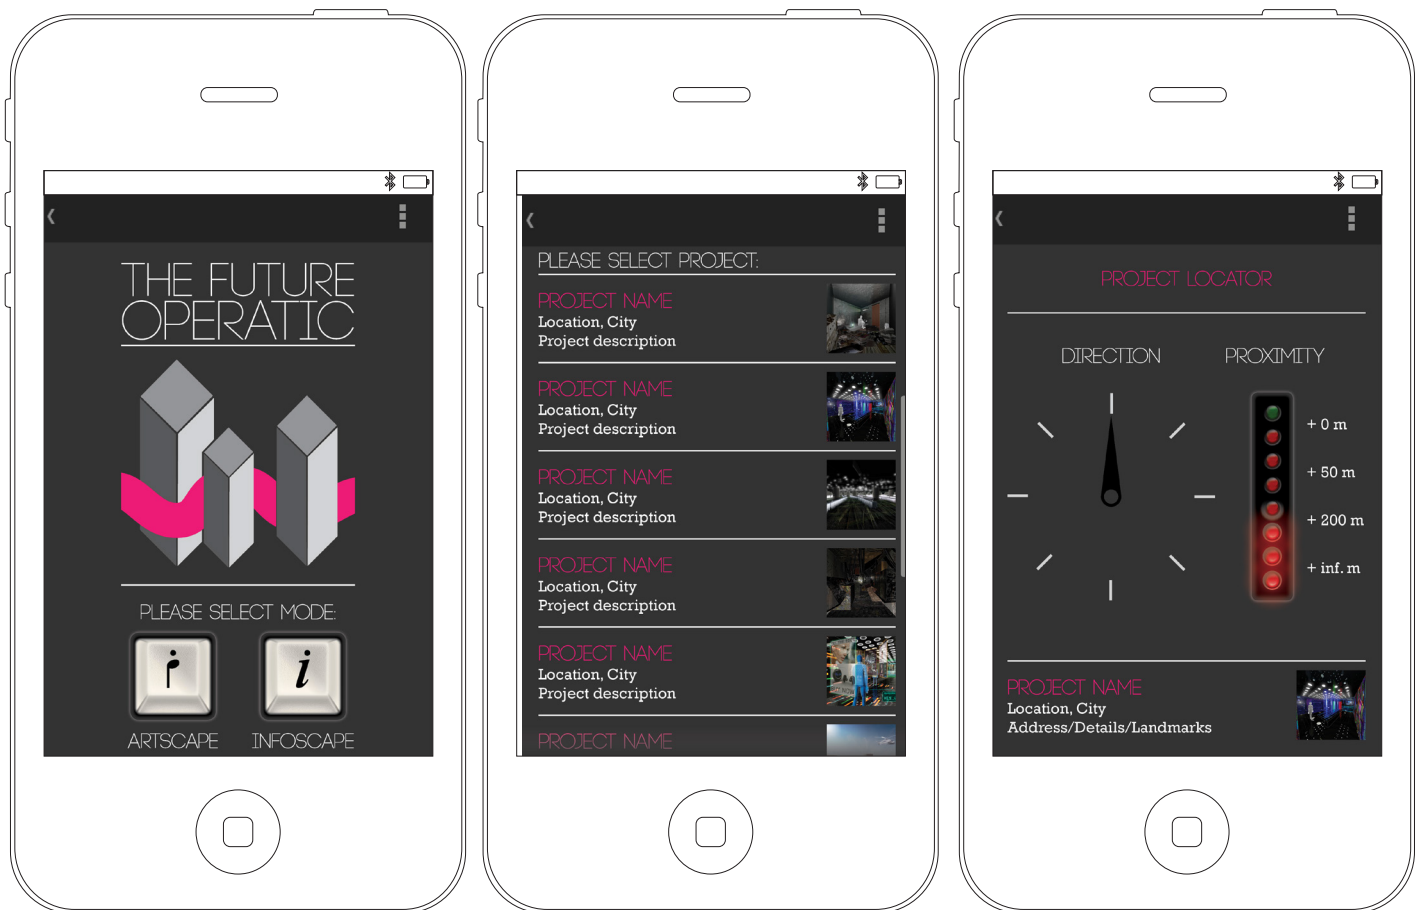 THE FUTURE
OPERATIC
PLEASE SELECT MODE:
i
ARTSCAPE
INFOSCAPE
PLEASE SELECT PROJECT:
PROJECT NAME
Location, City
Project description
PROJECT NAME
Location, City
Project description
PROJECT NAME
Location, City
Project description
PROJECT NAME
Location, City
Project description
PROJECT NAME
Location, City
Project description
PROJECT NAME
PROJECT LOCATOR
DIRECTION
PROXIMITY
+ 0 m
+ 50 m
+ 200 m
+ inf. m
PROJECT NAME
Location, City
Address/Details/Landmarks